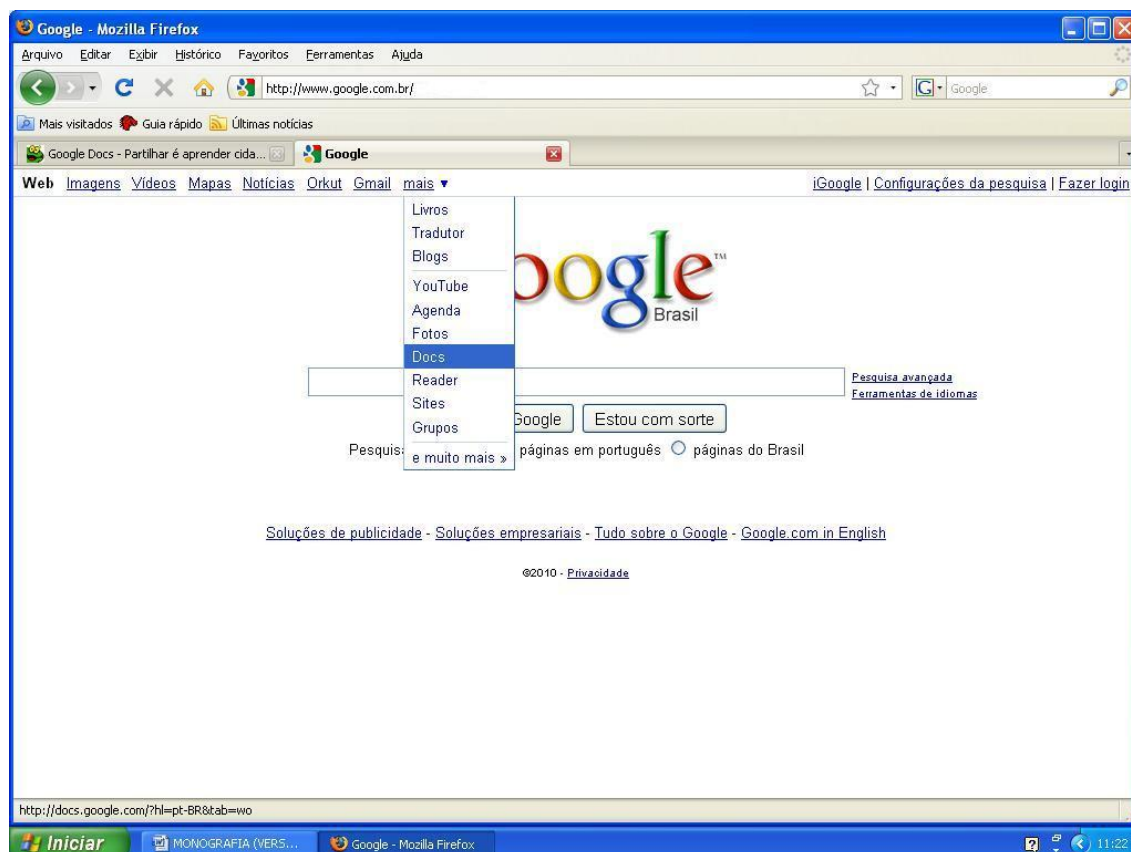 Google - Mozilla Firefox
Arquivo Editar Exibir Histórico Favoritos Ferramentas Ajuda
http://www.google.com.br/ Google
Mais visitados Guia rápido Últimas notícias
Google Docs - Partilhar é aprender cida... Google
Web Imagens Vídeos Mapas Notícias Orkut Gmail mais ▼ iGoogle | Configurações da pesquisa | Fazer login
Livros
Tradutor
Blogs
YouTube
Agenda
Fotos
Docs
Reader
Sites
Grupos
e muito mais »
oogle™
Brasil
Pesquisa avançada
Ferramentas de idiomas
Google Estou com sorte
Pesquis páginas em português páginas do Brasil
Soluções de publicidade - Soluções empresariais - Tudo sobre o Google - Google.com in English
©2010 - Privacidade
http://docs.google.com/?hl=pt-BR&tab=wo
Iniciar MONOGRAFIA (VERS... Google - Mozilla Firefox 11:22